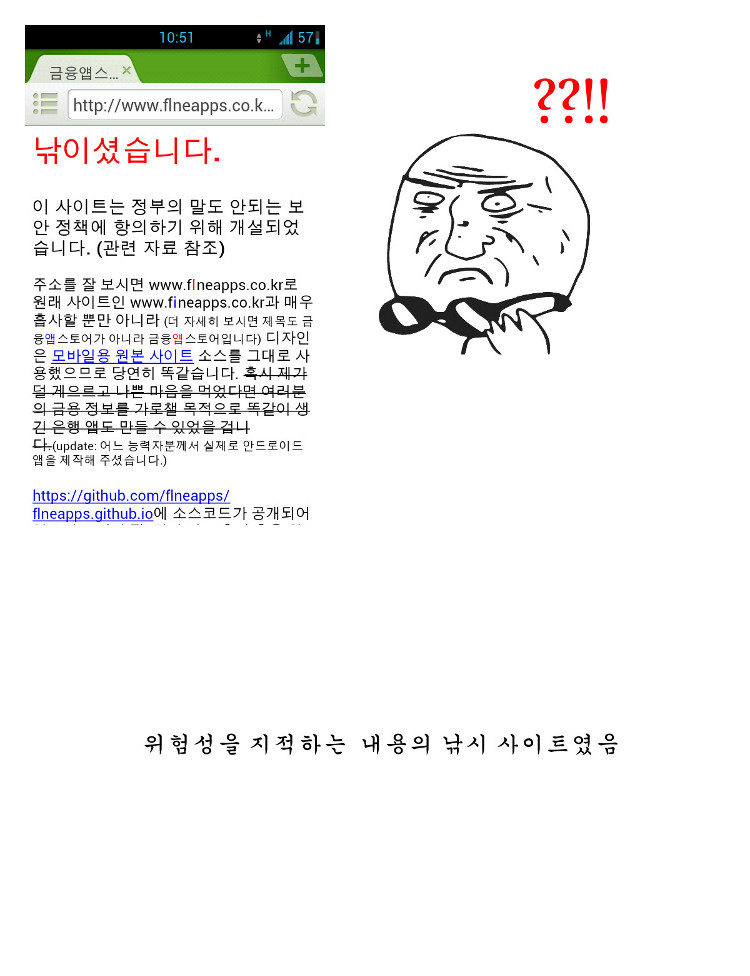 10:51
H
57
금융앱스...
http://www.flneapps.co.k...
??!!
낚이셨습니다.
이 사이트는 정부의 말도 안되는 보
안 정책에 항의하기 위해 개설되었
습니다. (관련 자료 참조)
주소를 잘 보시면 www.flneapps.co.kr로
원래 사이트인 www.fineapps.co.kr과 매우
흡사할 뿐만 아니라 (더 자세히 보시면 제목도 금
융앱스토어가 아니라 금융앱스토어입니다) 디자인
은 모바일용 원본 사이트 소스를 그대로 사
용했으므로 당연히 똑같습니다. 혹시 제가
덜 게으르고 나쁜 마음을 먹었다면 여러분
의 금융 정보를 가로챌 목적으로 똑같이 생
긴 은행 앱도 만들 수 있었을 겁니
다.(update: 어느 능력자분께서 실제로 안드로이드
앱을 제작해 주셨습니다.)
https://github.com/flneapps/
flneapps.github.io에 소스코드가 공개되어
위험성을 지적하는 내용의 낚시 사이트였음